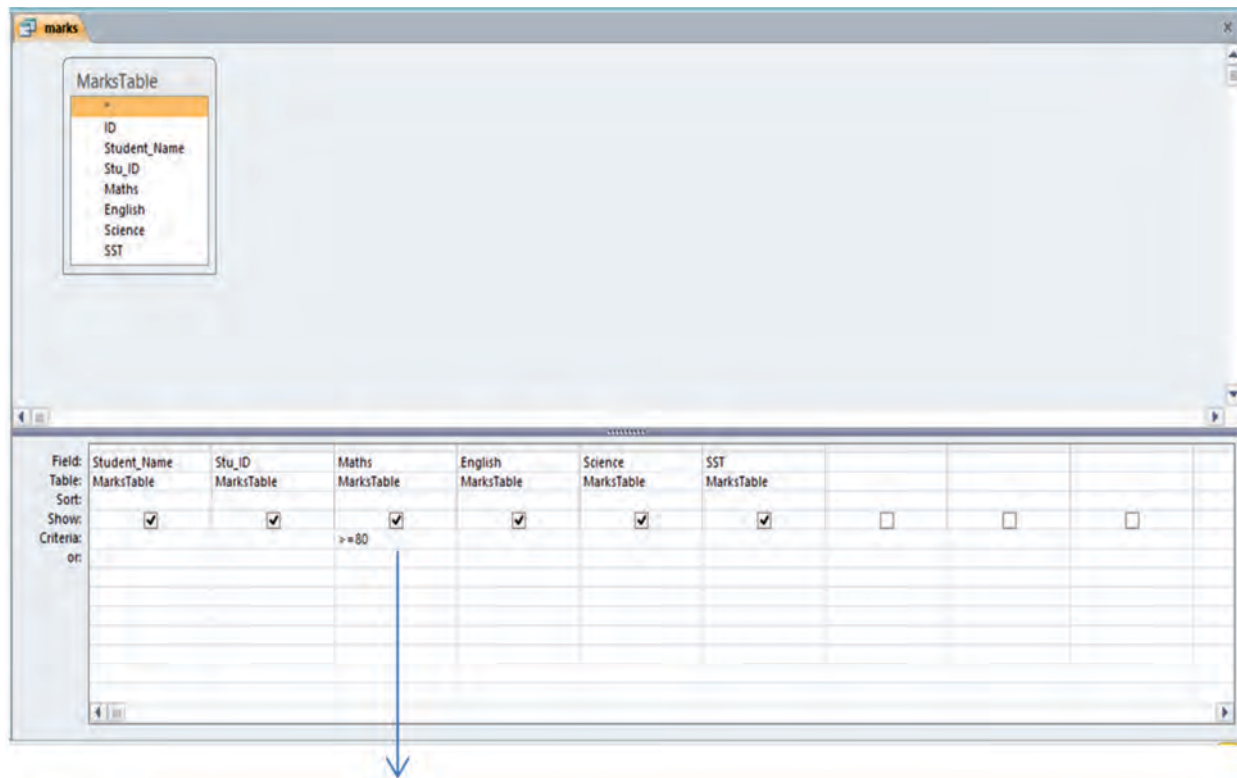 marks
MarksTable
*
ID
Student_Name
Stu_ID
Maths
English
Science
SST
Field: Student_Name Stu_ID Maths English Science SST
Table: MarksTable MarksTable MarksTable MarksTable MarksTable MarksTable
Sort:
Show:
Criteria: >=80
or: